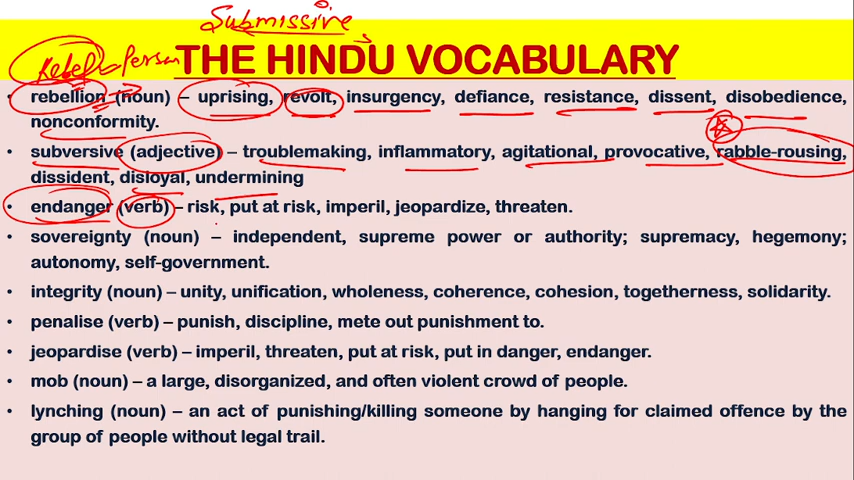 Submissive
Rebel - Person
THE HINDU VOCABULARY
• rebellion (noun) – uprising, revolt, insurgency, defiance, resistance, dissent, disobedience,
nonconformity.
• subversive (adjective) – troublemaking, inflammatory, agitational, provocative, rabble-rousing,
dissident, disloyal, undermining
• endanger (verb) – risk, put at risk, imperil, jeopardize, threaten.
• sovereignty (noun) – independent, supreme power or authority; supremacy, hegemony;
autonomy, self-government.
• integrity (noun) – unity, unification, wholeness, coherence, cohesion, togetherness, solidarity.
• penalise (verb) – punish, discipline, mete out punishment to.
• jeopardise (verb) – imperil, threaten, put at risk, put in danger, endanger.
• mob (noun) – a large, disorganized, and often violent crowd of people.
• lynching (noun) – an act of punishing/killing someone by hanging for claimed offence by the
group of people without legal trail.